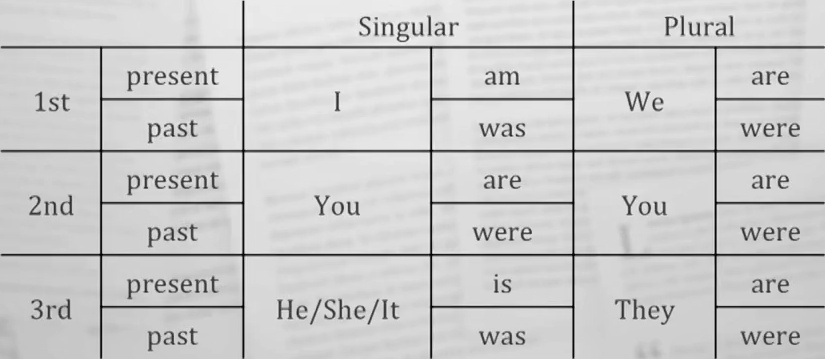 Singular Plural
1st present I am We are
past was were
2nd present You are You are
past were were
3rd present He/She/It is They are
past was were